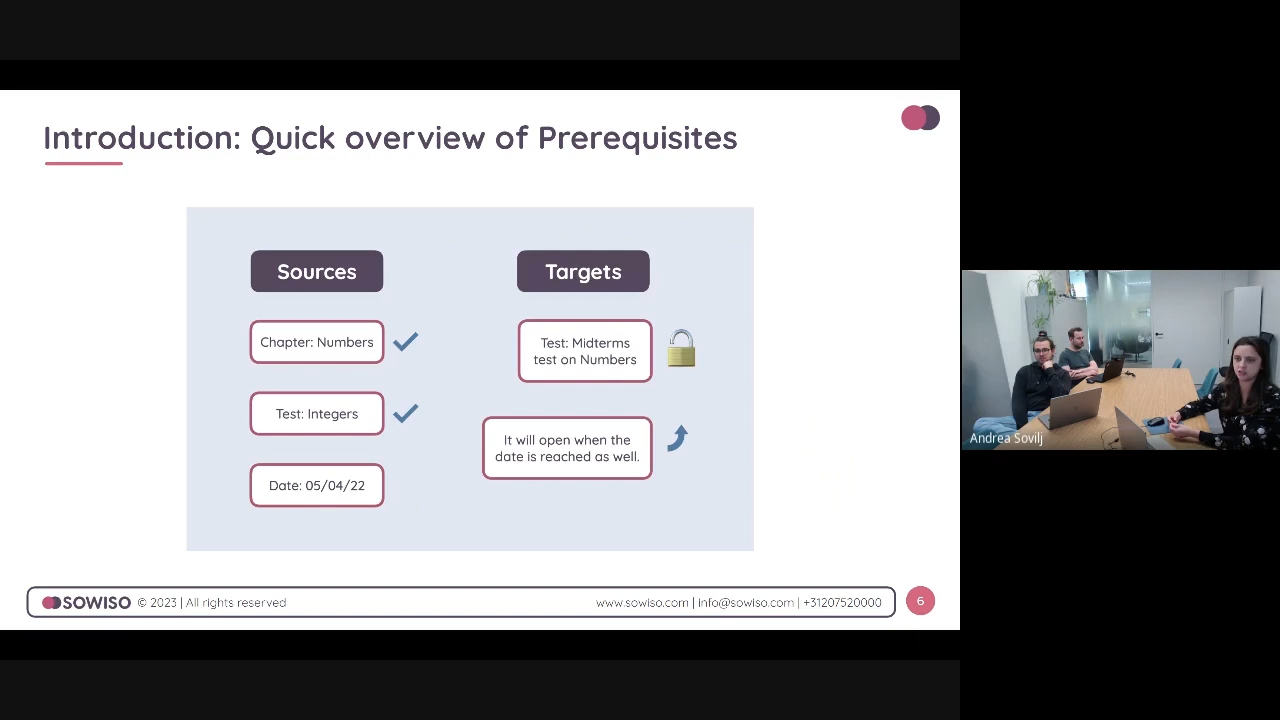 Introduction: Quick overview of Prerequisites
Sources
Targets
Chapter: Numbers
Test: Midterms
test on Numbers
Test: Integers
It will open when the
date is reached as well.
Date: 05/04/22
SOWISO © 2023 | All rights reserved
www.sowiso.com | info@sowiso.com | +31207520000
6
Andrea Sovilj